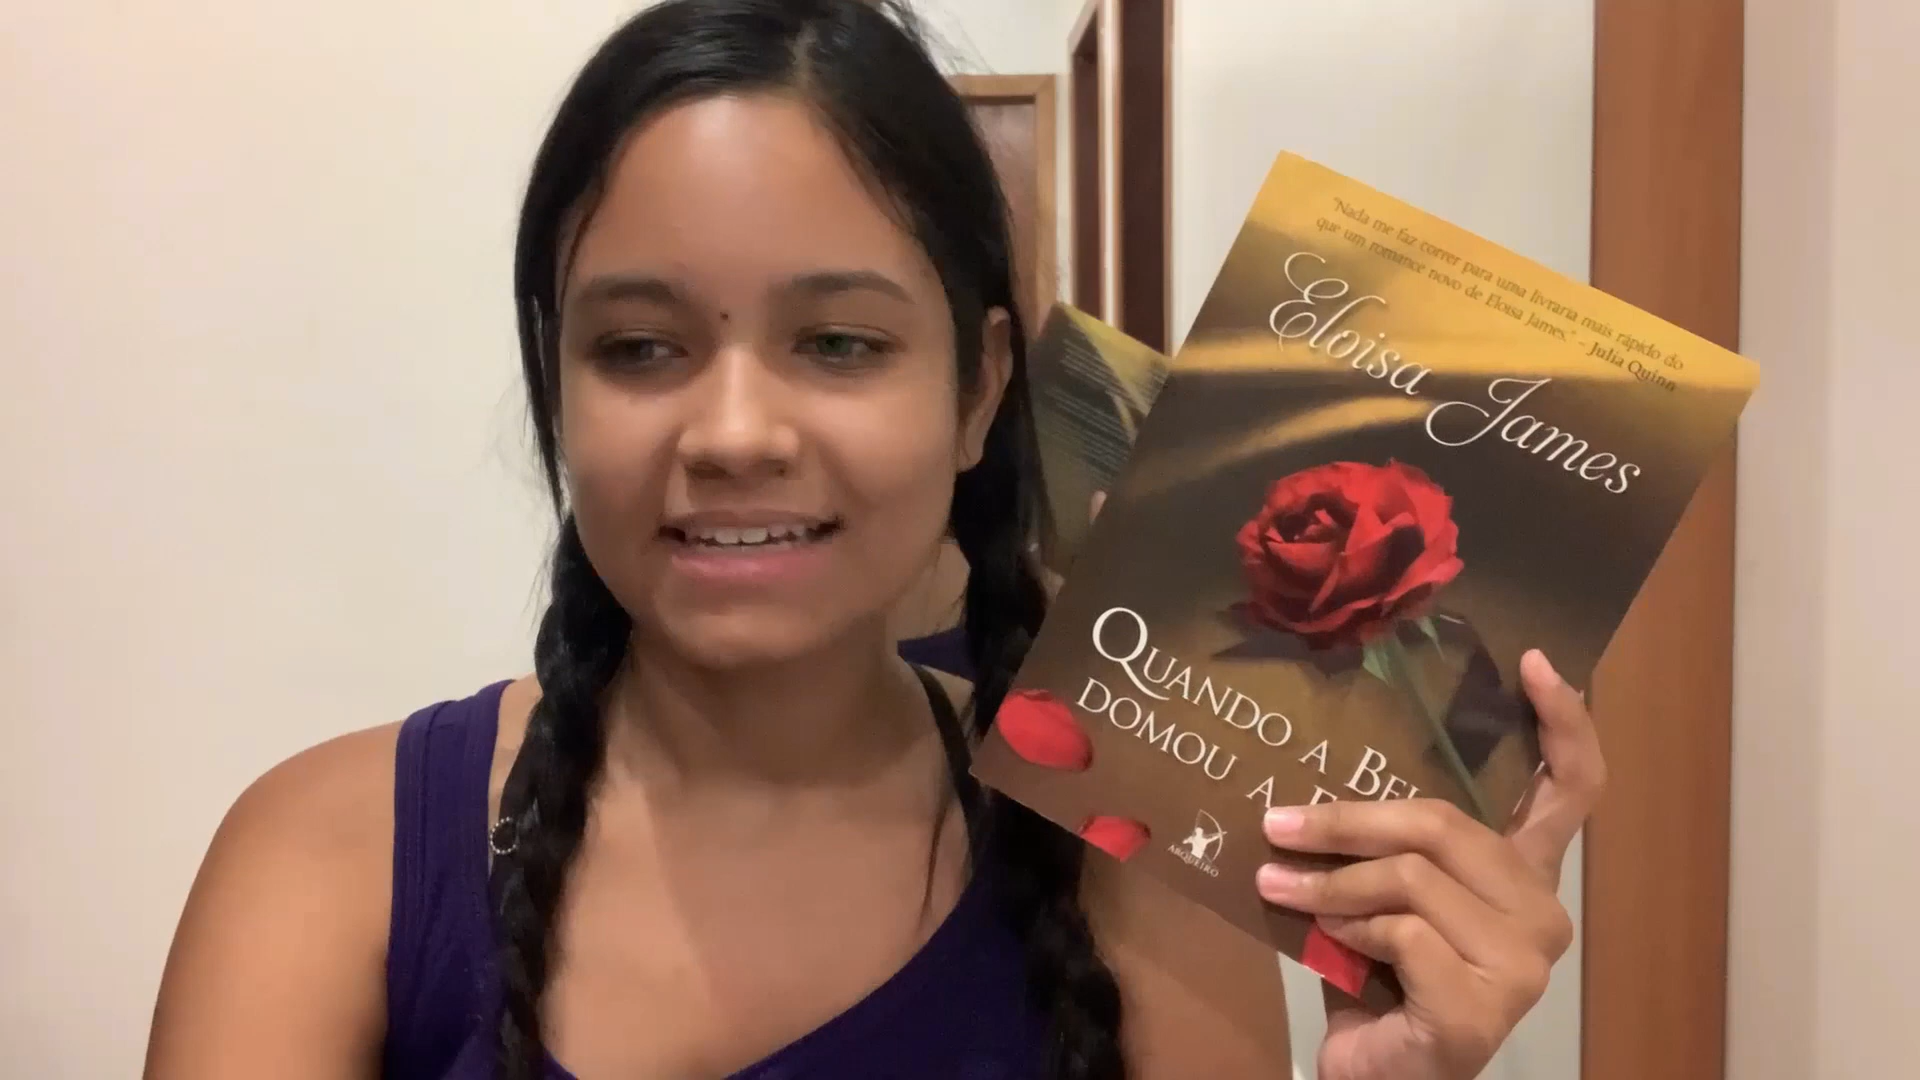 "Nada me faz correr para uma livraria mais rápido do
que um romance novo de Eloisa James." – Julia Quinn
Eloisa James
QUANDO A
DOMOU A
ARQUEIRO